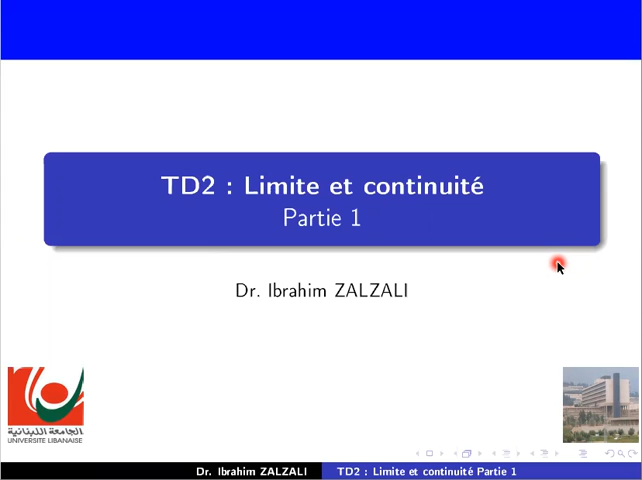 TD2 : Limite et continuité
Partie 1
Dr. Ibrahim ZALZALI
الجامعة اللبنانية
UNIVERSITE LIBANAISE
Dr. Ibrahim ZALZALI
TD2 : Limite et continuité Partie 1